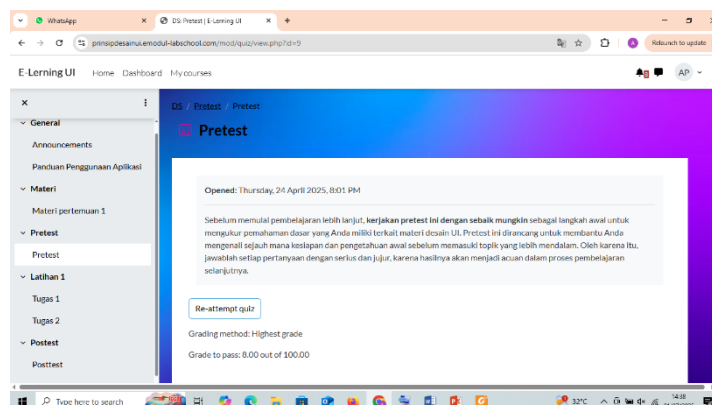 WhatsApp
DS: Pretest | E-Lerning UI
prinsipdesainui.emodul-labschool.com/mod/quiz/view.php?id=9
Relaunch to update
E-Lerning UI Home Dashboard My courses
AP
General
Announcements
Panduan Penggunaan Aplikasi
Materi
Materi pertemuan 1
Pretest
Pretest
Latihan 1
Tugas 1
Tugas 2
Postest
Posttest
DS / Pretest / Pretest
Pretest
Opened: Thursday, 24 April 2025, 8:01 PM
Sebelum memulai pembelajaran lebih lanjut, kerjakan pretest ini dengan sebaik mungkin sebagai langkah awal untuk
mengukur pemahaman dasar yang Anda miliki terkait materi desain UI. Pretest ini dirancang untuk membantu Anda
mengenali sejauh mana kesiapan dan pengetahuan awal sebelum memasuki topik yang lebih mendalam. Oleh karena itu,
jawablah setiap pertanyaan dengan serius dan jujur, karena hasilnya akan menjadi acuan dalam proses pembelajaran
selanjutnya.
Re-attempt quiz
Grading method: Highest grade
Grade to pass: 8.00 out of 100.00
Type here to search
32°C
14:38